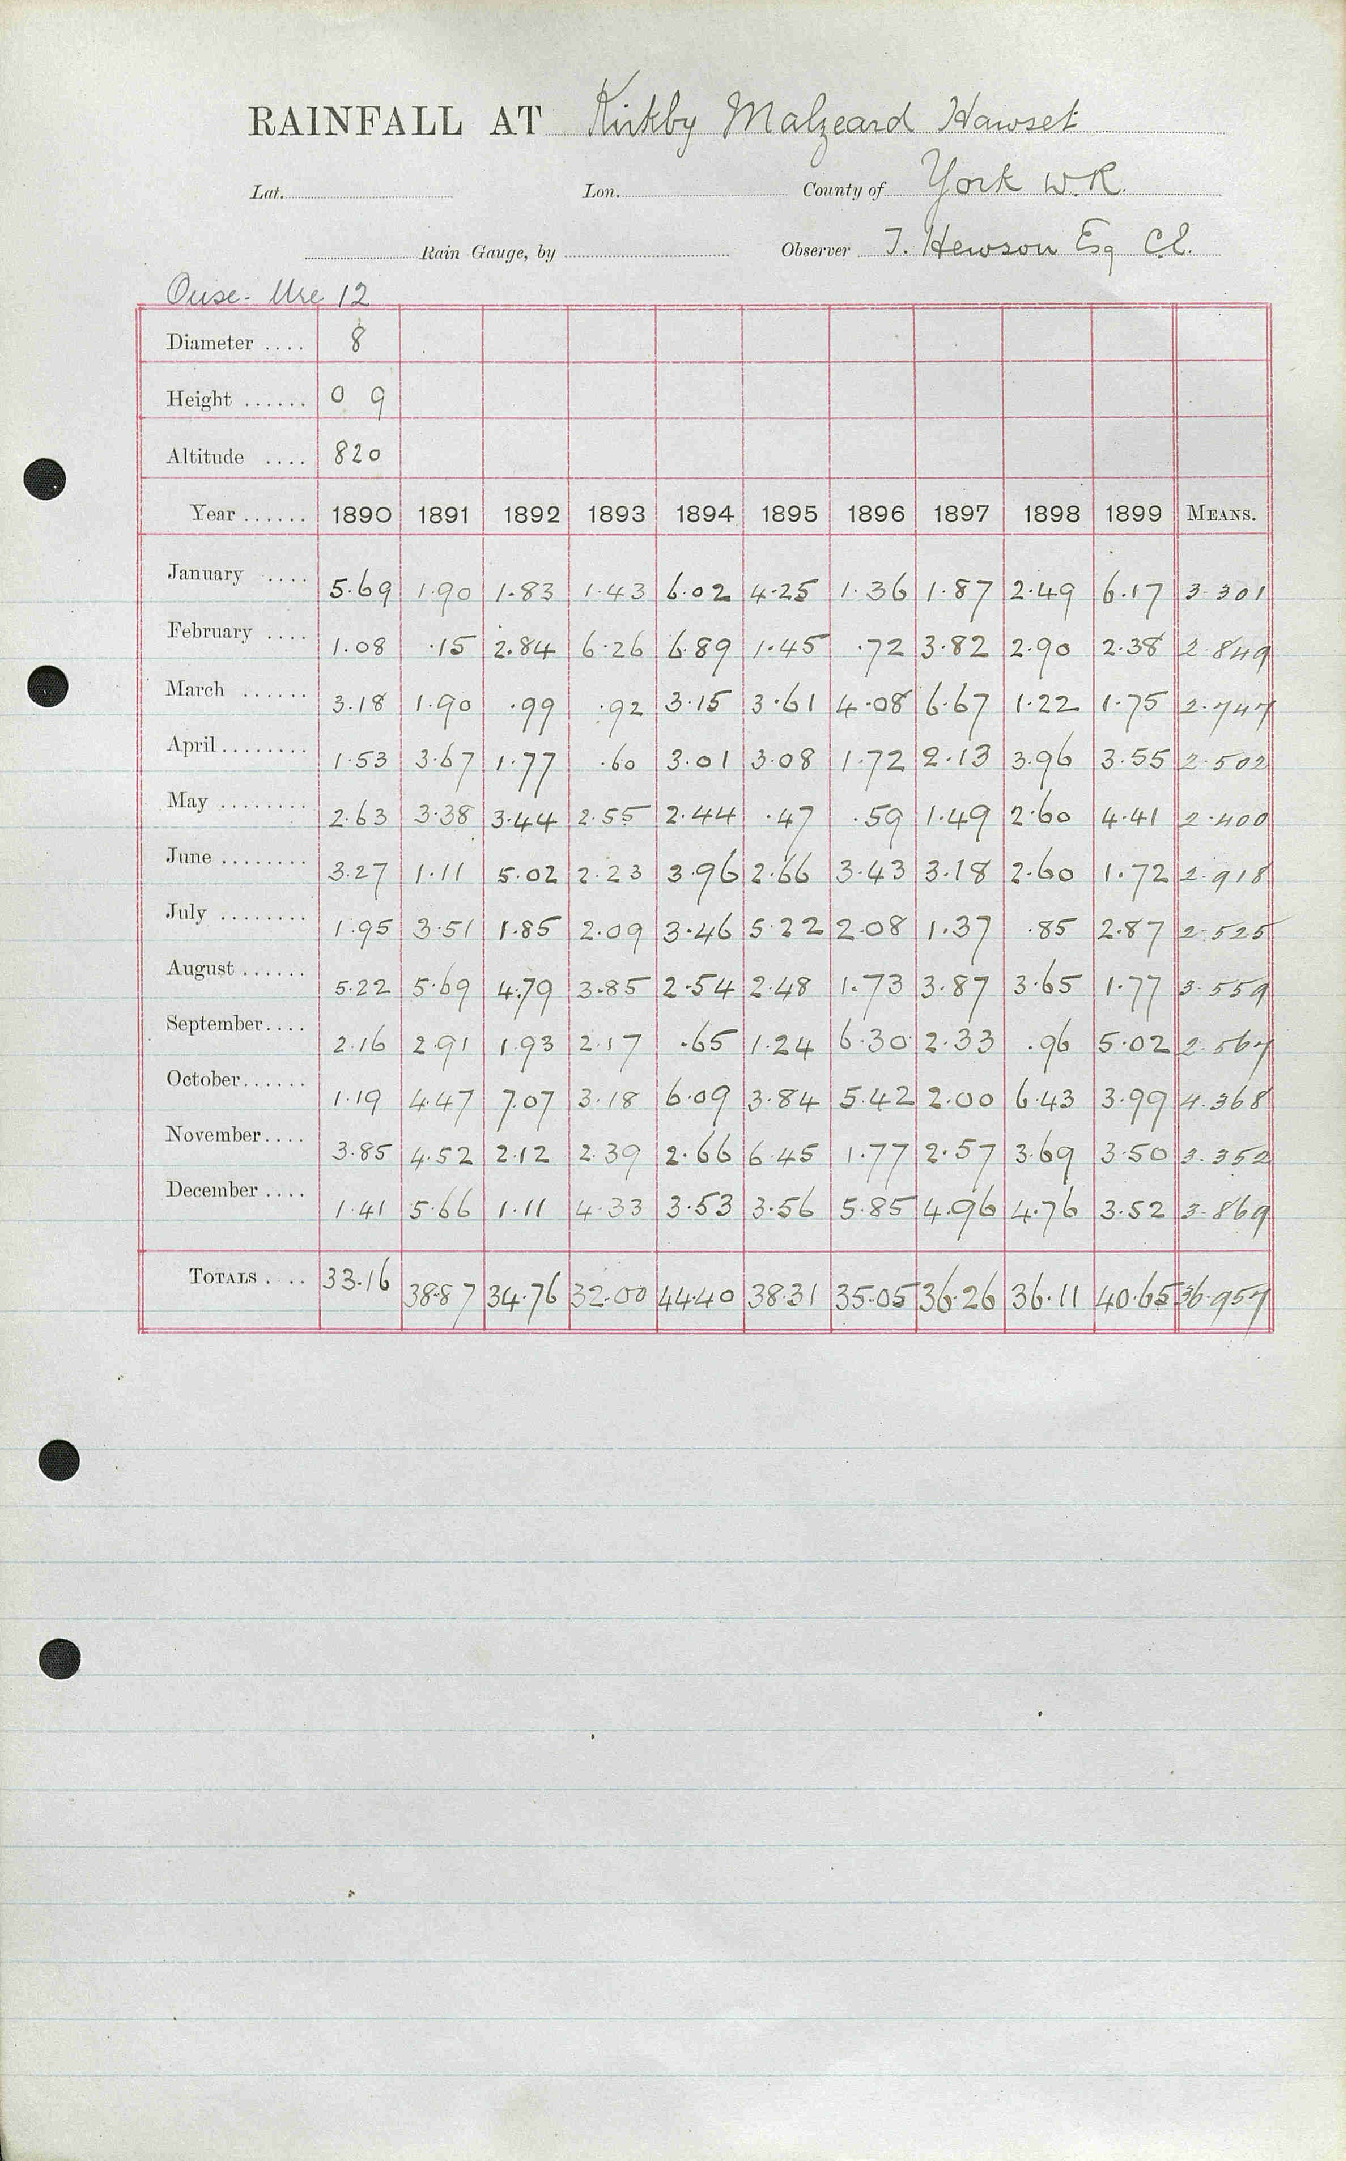 RAINFALL AT Kirkby Malzeard Hawset
Lat. Lon. County of York W.R.
Rain Gauge, by Observer T. Hewson Esq C.E.
Ouse - Ure 12
Diameter .... 8
Height ...... 0 9
Altitude .... 820
Year ...... 1890 1891 1892 1893 1894 1895 1896 1897 1898 1899 MEANS.
January .... 5.69 1.90 1.83 1.43 6.02 4.25 1.36 1.87 2.49 6.17 3.301
February .... 1.08 .15 2.84 6.26 6.89 1.45 .72 3.82 2.90 2.38 2.849
March ...... 3.18 1.90 .99 .92 3.15 3.61 4.08 6.67 1.22 1.75 2.747
April ........ 1.53 3.67 1.77 .60 3.01 3.08 1.72 2.13 3.96 3.55 2.502
May ........ 2.63 3.38 3.44 2.55 2.44 .47 .59 1.49 2.60 4.41 2.400
June ........ 3.27 1.11 5.02 2.23 3.96 2.66 3.43 3.18 2.60 1.72 2.918
July ........ 1.95 3.51 1.85 2.09 3.46 5.22 2.08 1.37 .85 2.87 2.525
August ...... 5.22 5.69 4.79 3.85 2.54 2.48 1.73 3.87 3.65 1.77 3.559
September.... 2.16 2.91 1.93 2.17 .65 1.24 6.30 2.33 .96 5.02 2.567
October...... 1.19 4.47 7.07 3.18 6.09 3.84 5.42 2.00 6.43 3.99 4.368
November.... 3.85 4.52 2.12 2.39 2.66 6.45 1.77 2.57 3.69 3.50 3.352
December .... 1.41 5.66 1.11 4.33 3.53 3.56 5.85 4.96 4.76 3.52 3.869
TOTALS .... 33.16 38.87 34.76 32.00 44.40 38.31 35.05 36.26 36.11 40.65 36.957